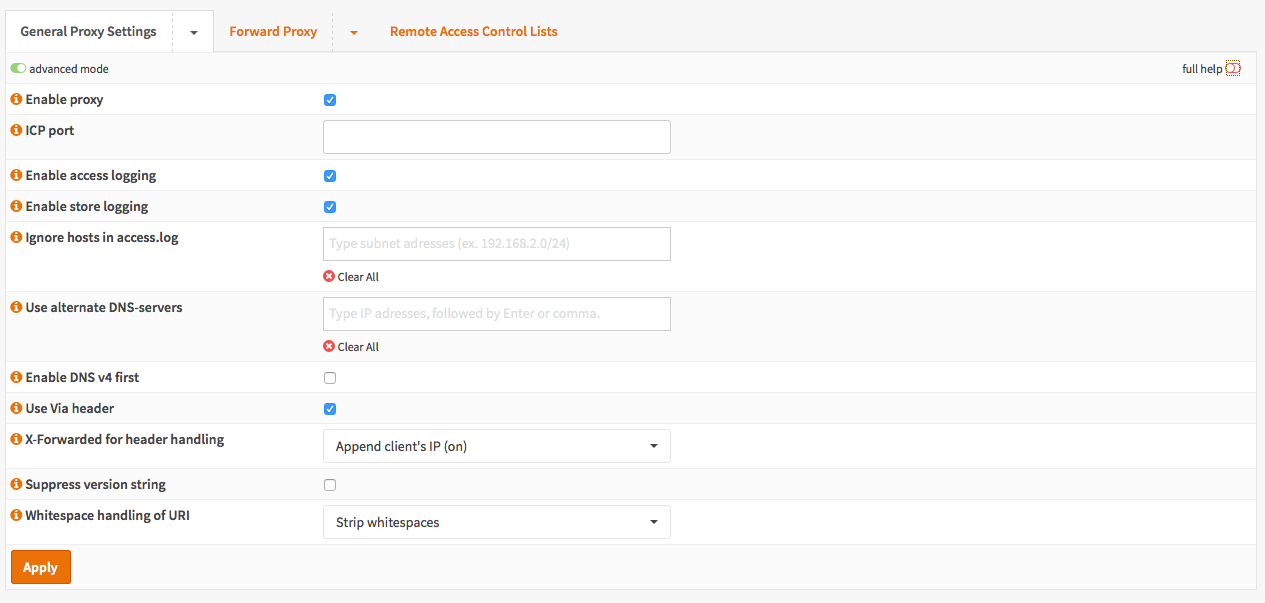 General Proxy Settings Forward Proxy Remote Access Control Lists
advanced mode full help
Enable proxy
ICP port
Enable access logging
Enable store logging
Ignore hosts in access.log Type subnet adresses (ex. 192.168.2.0/24)
Clear All
Use alternate DNS-servers Type IP adresses, followed by Enter or comma.
Clear All
Enable DNS v4 first
Use Via header
X-Forwarded for header handling Append client's IP (on)
Suppress version string
Whitespace handling of URI Strip whitespaces
Apply